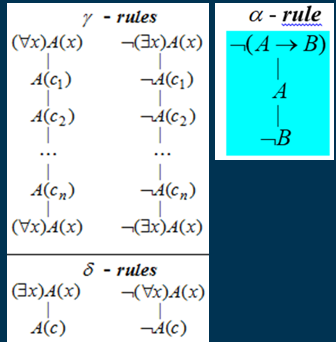 γ - rules
(∀x)A(x) ¬(∃x)A(x)
A(c₁) ¬A(c₁)
A(c₂) ¬A(c₂)
... ...
A(cₙ) ¬A(cₙ)
(∀x)A(x) ¬(∃x)A(x)
δ - rules
(∃x)A(x) ¬(∀x)A(x)
A(c) ¬A(c)
α - rule
¬(A → B)
A
¬B